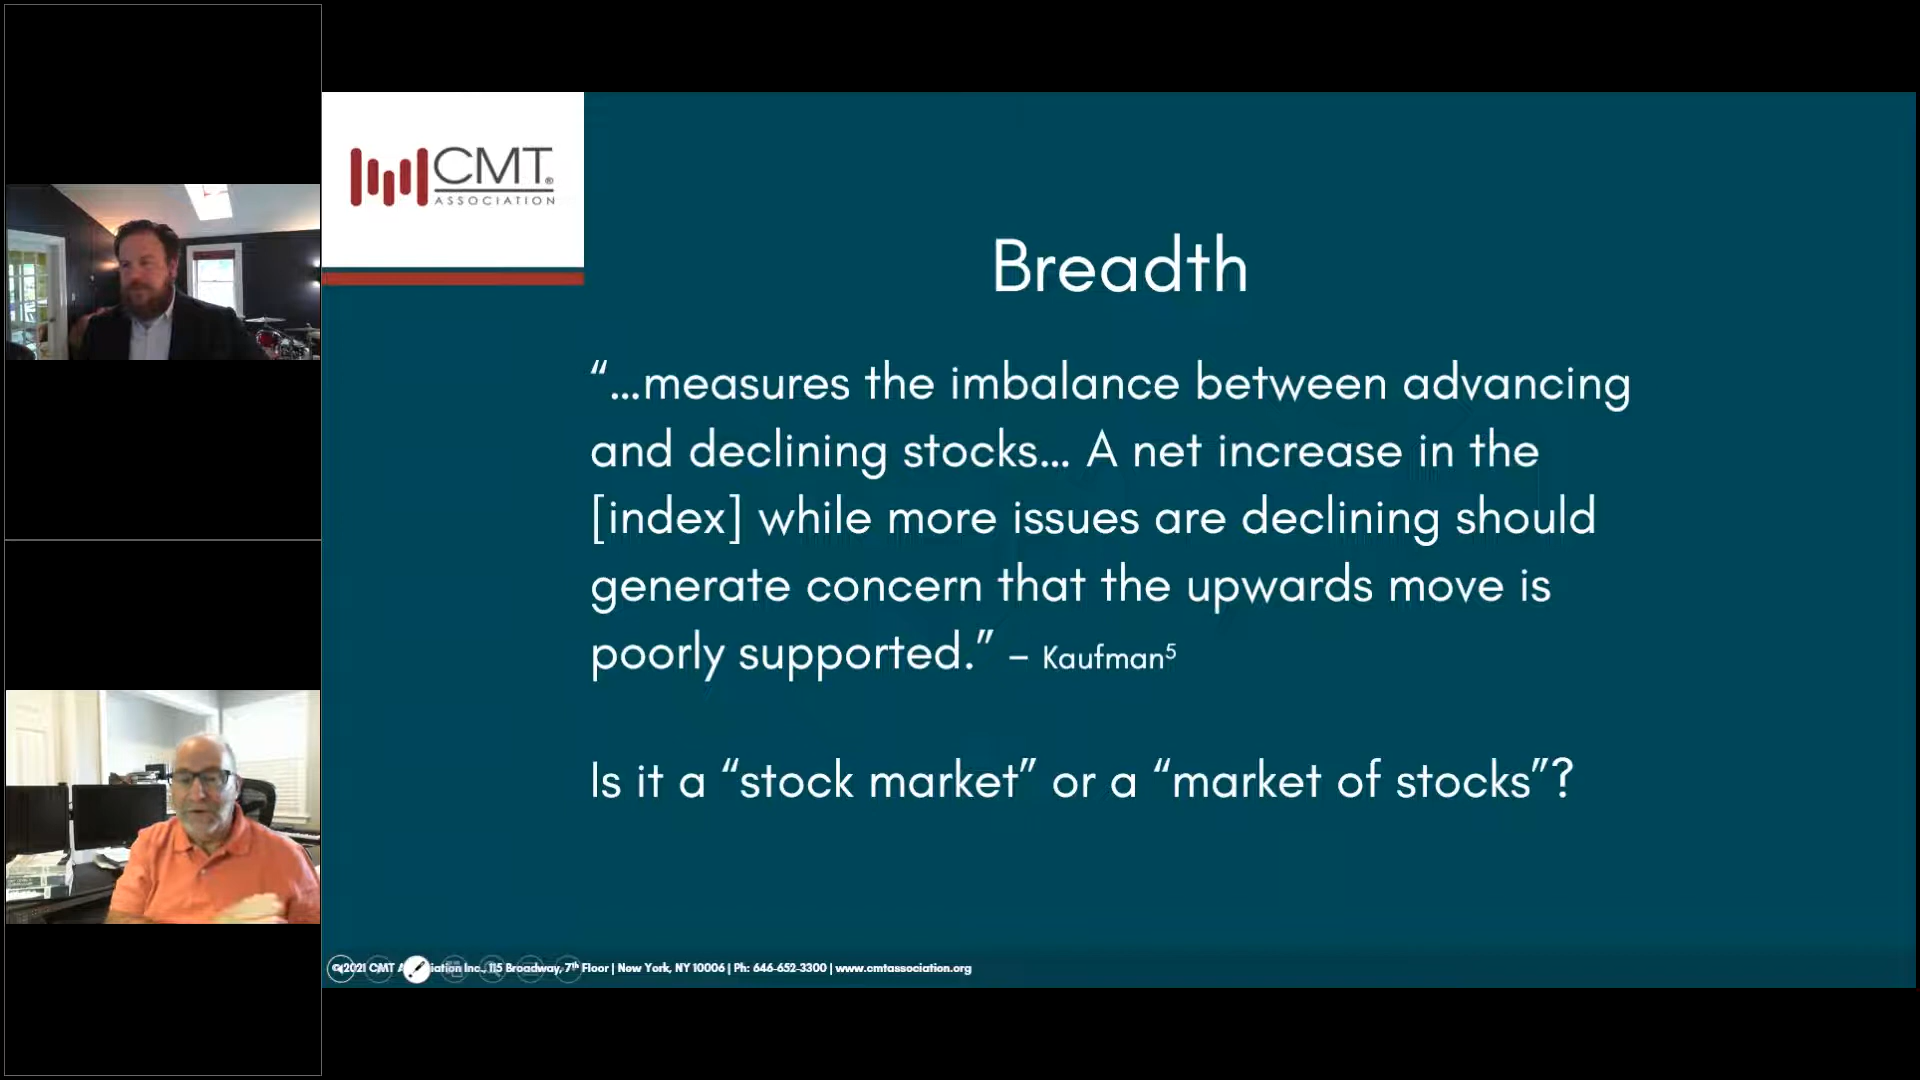 CMT®
ASSOCIATION
Breadth
“…measures the imbalance between advancing
and declining stocks… A net increase in the
[index] while more issues are declining should
generate concern that the upwards move is
poorly supported.” – Kaufman⁵
Is it a “stock market” or a “market of stocks”?
©2021 CMT Inc., 115 Broadway, 7th Floor | New York, NY 10006 | Ph: 646-652-3300 | www.cmtassociation.org